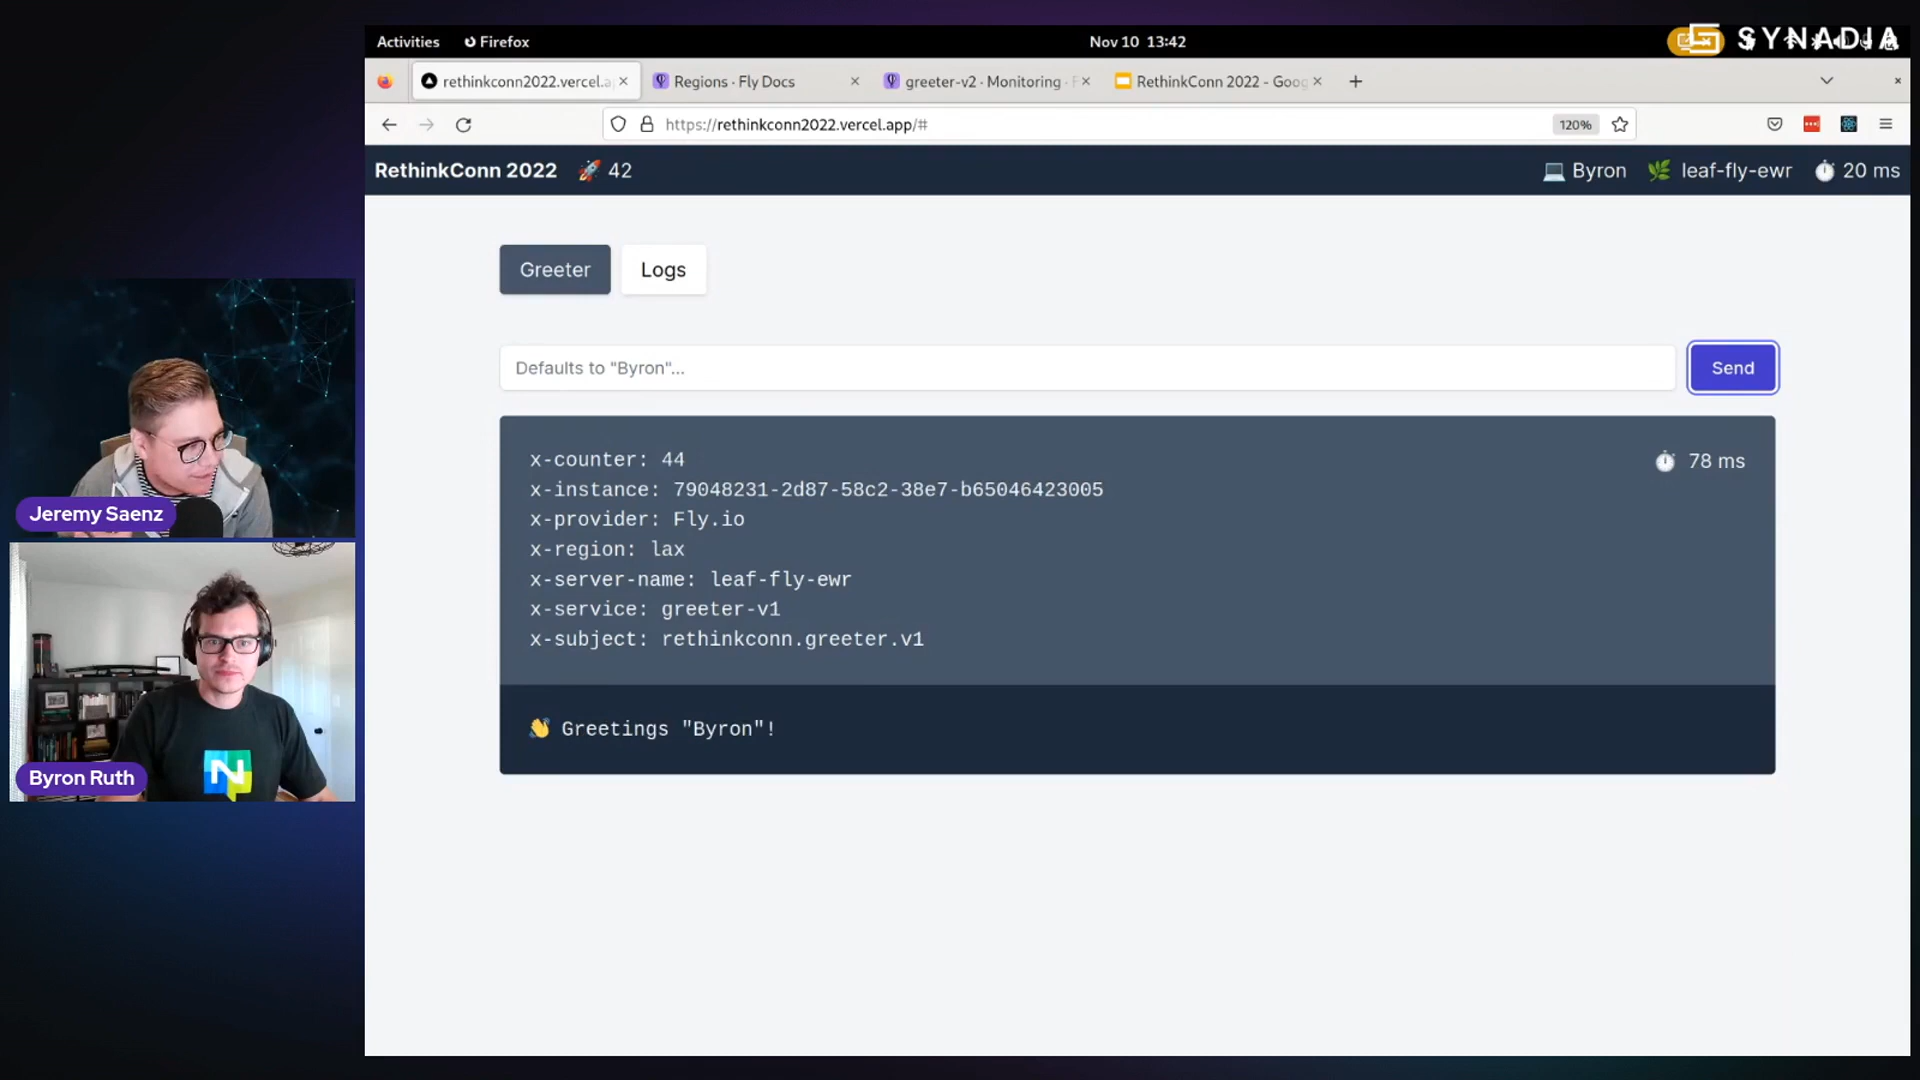 Activities
Firefox
Nov 10 13:42
SYNADIA
rethinkconn2022.vercel.a
Regions · Fly Docs
greeter-v2 · Monitoring · F
RethinkConn 2022 - Goog
https://rethinkconn2022.vercel.app/#
120%
RethinkConn 2022 🚀 42
💻 Byron 🌿 leaf-fly-ewr ⏱ 20 ms
Greeter
Logs
Defaults to "Byron"...
Send
x-counter: 44
⏱ 78 ms
x-instance: 79048231-2d87-58c2-38e7-b65046423005
x-provider: Fly.io
x-region: lax
x-server-name: leaf-fly-ewr
x-service: greeter-v1
x-subject: rethinkconn.greeter.v1
👋 Greetings "Byron"!
Jeremy Saenz
Byron Ruth
N